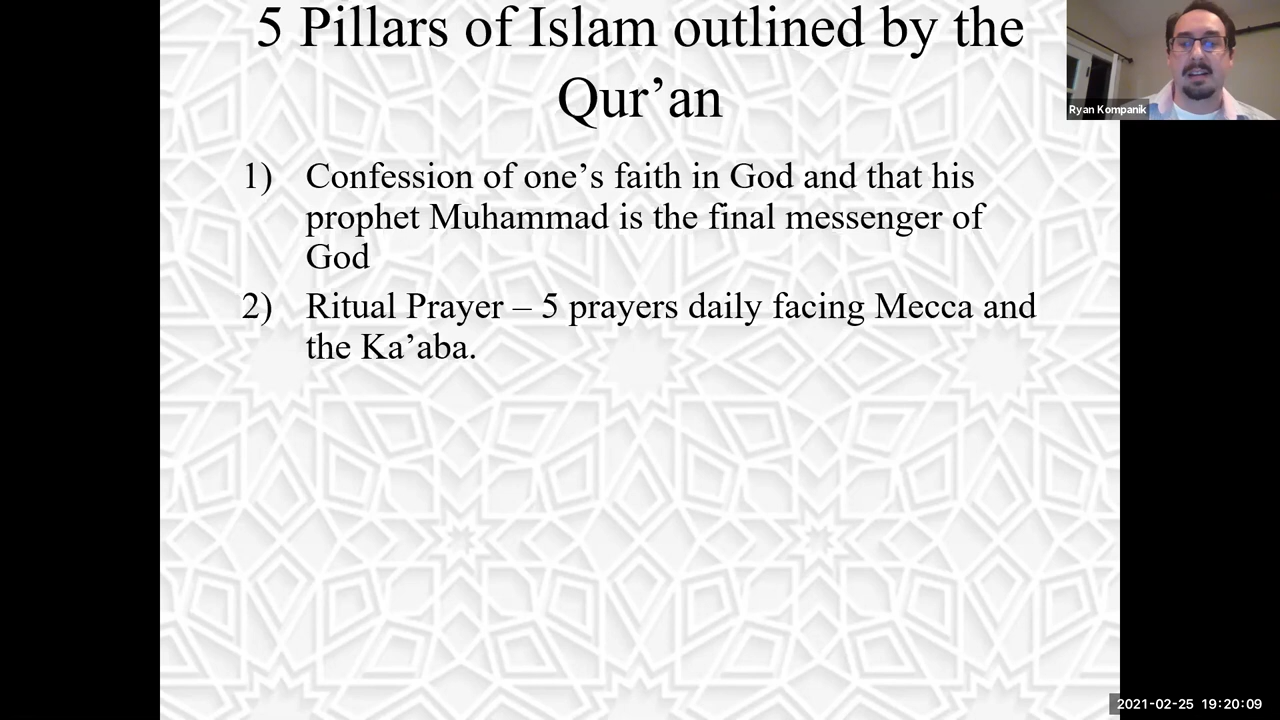 5 Pillars of Islam outlined by the
Qur’an
Ryan Kompanik
1) Confession of one’s faith in God and that his
prophet Muhammad is the final messenger of
God
2) Ritual Prayer – 5 prayers daily facing Mecca and
the Ka’aba.
2021-02-25 19:20:09